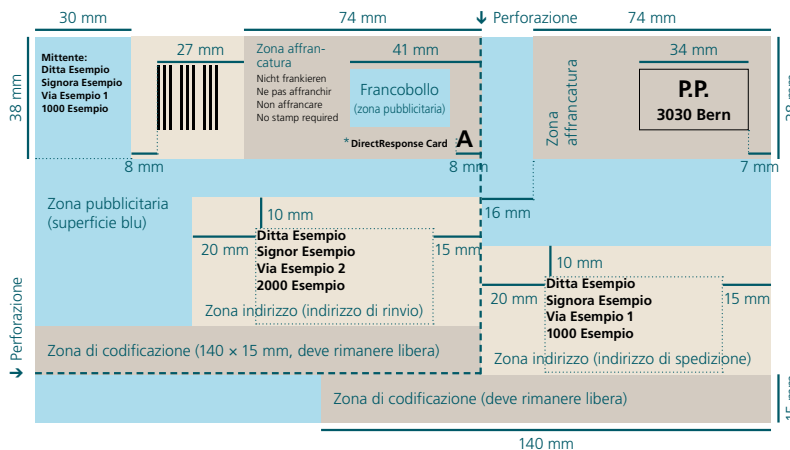 30 mm
74 mm
Perforazione
74 mm
38 mm
Mittente:
Ditta Esempio
Signora Esempio
Via Esempio 1
1000 Esempio
27 mm
Zona affran-
catura
Nicht frankieren
Ne pas affranchir
Non affrancare
No stamp required
41 mm
Francobollo
(zona pubblicitaria)
* DirectResponse Card
A
Zona
affrancatura
34 mm
P.P.
3030 Bern
38 mm
8 mm
8 mm
7 mm
Zona pubblicitaria
(superficie blu)
10 mm
16 mm
20 mm
Ditta Esempio
Signor Esempio
Via Esempio 2
2000 Esempio
15 mm
Zona indirizzo (indirizzo di rinvio)
10 mm
20 mm
Ditta Esempio
Signora Esempio
Via Esempio 1
1000 Esempio
15 mm
Zona indirizzo (indirizzo di spedizione)
Perforazione
Zona di codificazione (140 × 15 mm, deve rimanere libera)
Zona di codificazione (deve rimanere libera)
15 mm
140 mm